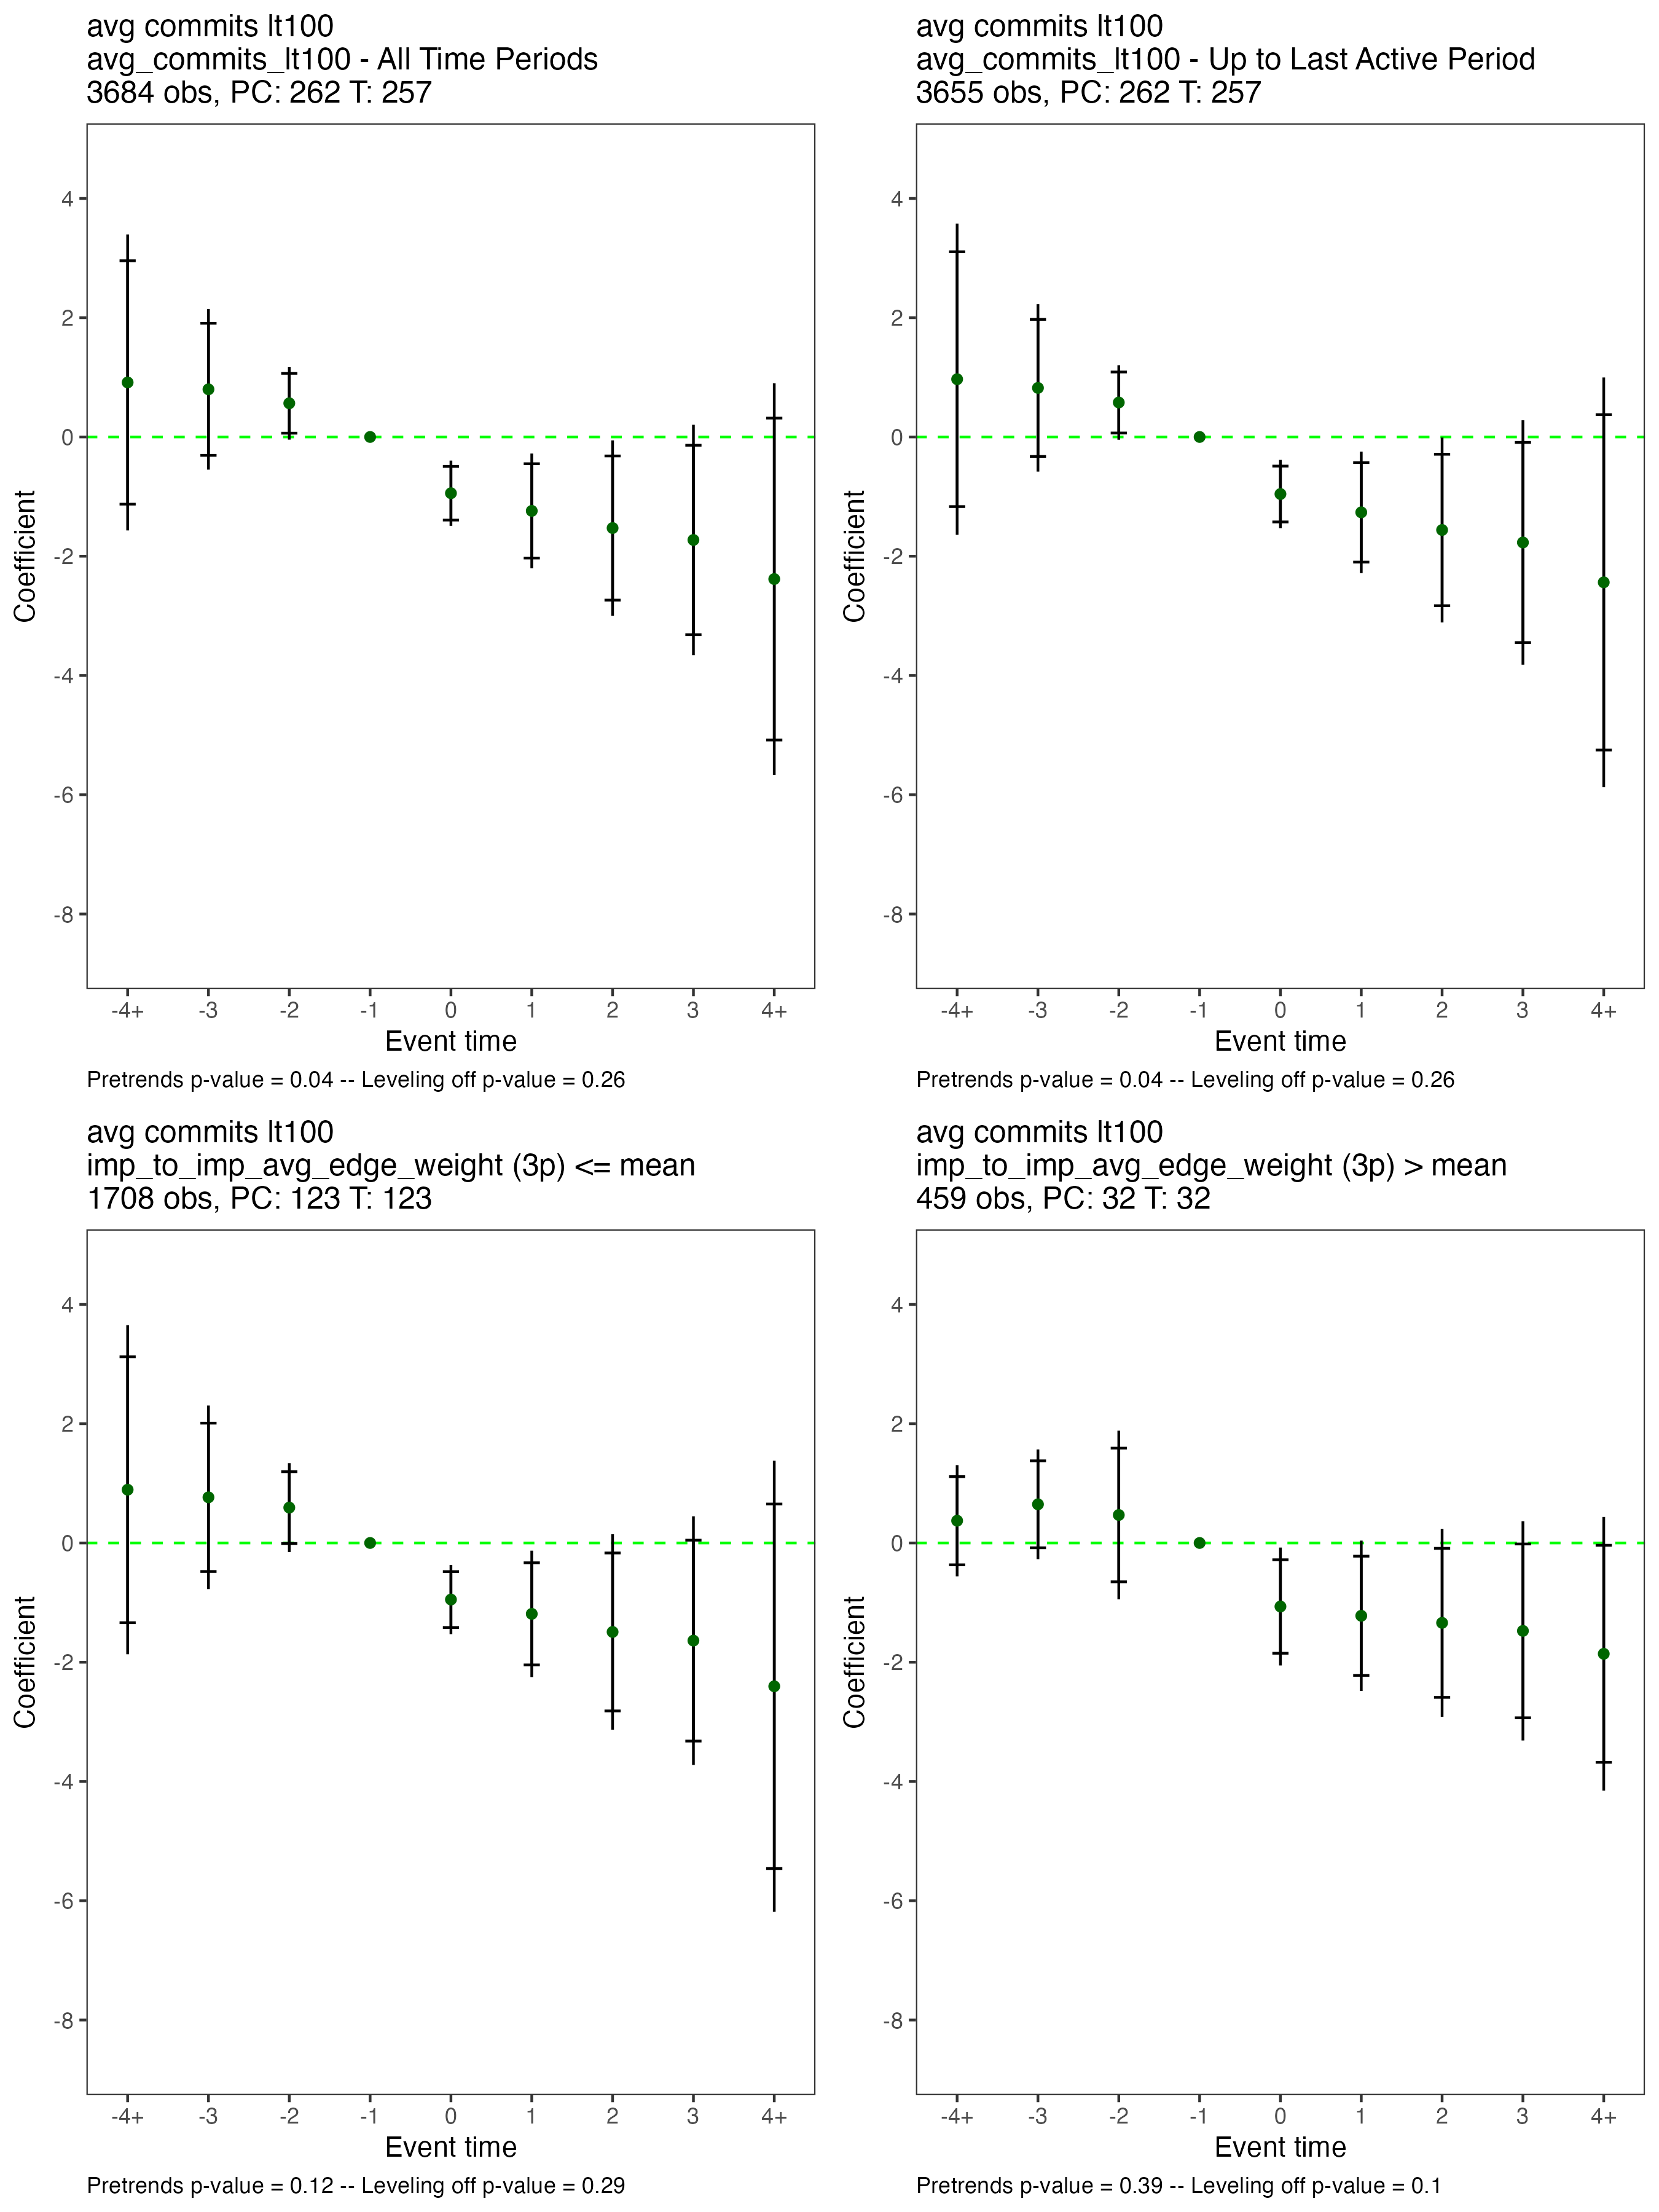 avg commits lt100
avg_commits_lt100 - All Time Periods
3684 obs, PC: 262 T: 257
4
2
0
-2
-4
-6
-8
Coefficient
-4+ -3 -2 -1 0 1 2 3 4+
Event time
Pretrends p-value = 0.04 -- Leveling off p-value = 0.26
avg commits lt100
avg_commits_lt100 - Up to Last Active Period
3655 obs, PC: 262 T: 257
4
2
0
-2
-4
-6
-8
Coefficient
-4+ -3 -2 -1 0 1 2 3 4+
Event time
Pretrends p-value = 0.04 -- Leveling off p-value = 0.26
avg commits lt100
imp_to_imp_avg_edge_weight (3p) <= mean
1708 obs, PC: 123 T: 123
4
2
0
-2
-4
-6
-8
Coefficient
-4+ -3 -2 -1 0 1 2 3 4+
Event time
Pretrends p-value = 0.12 -- Leveling off p-value = 0.29
avg commits lt100
imp_to_imp_avg_edge_weight (3p) > mean
459 obs, PC: 32 T: 32
4
2
0
-2
-4
-6
-8
Coefficient
-4+ -3 -2 -1 0 1 2 3 4+
Event time
Pretrends p-value = 0.39 -- Leveling off p-value = 0.1